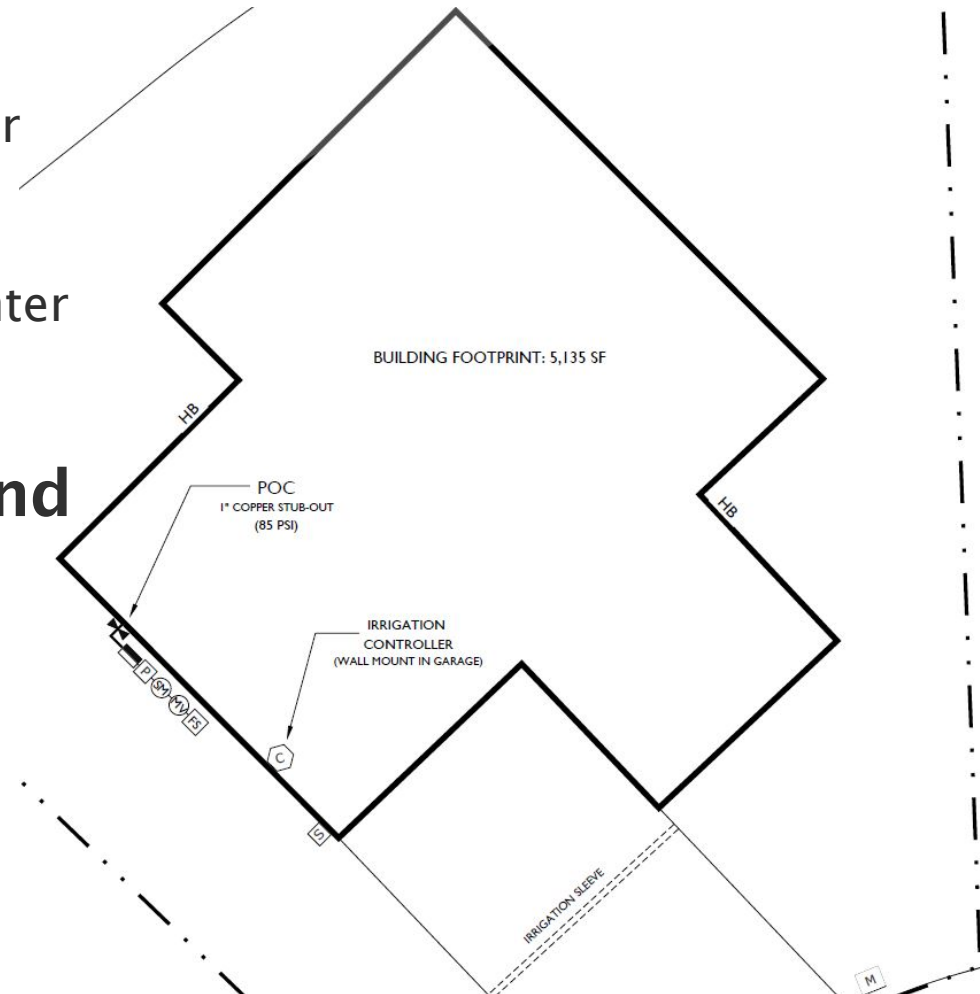 r
ater
nd
BUILDING FOOTPRINT: 5,135 SF
HB
POC
1" COPPER STUB-OUT
(85 PSI)
HB
IRRIGATION
CONTROLLER
(WALL MOUNT IN GARAGE)
P
SM
MV
FS
C
S
IRRIGATION SLEEVE
M